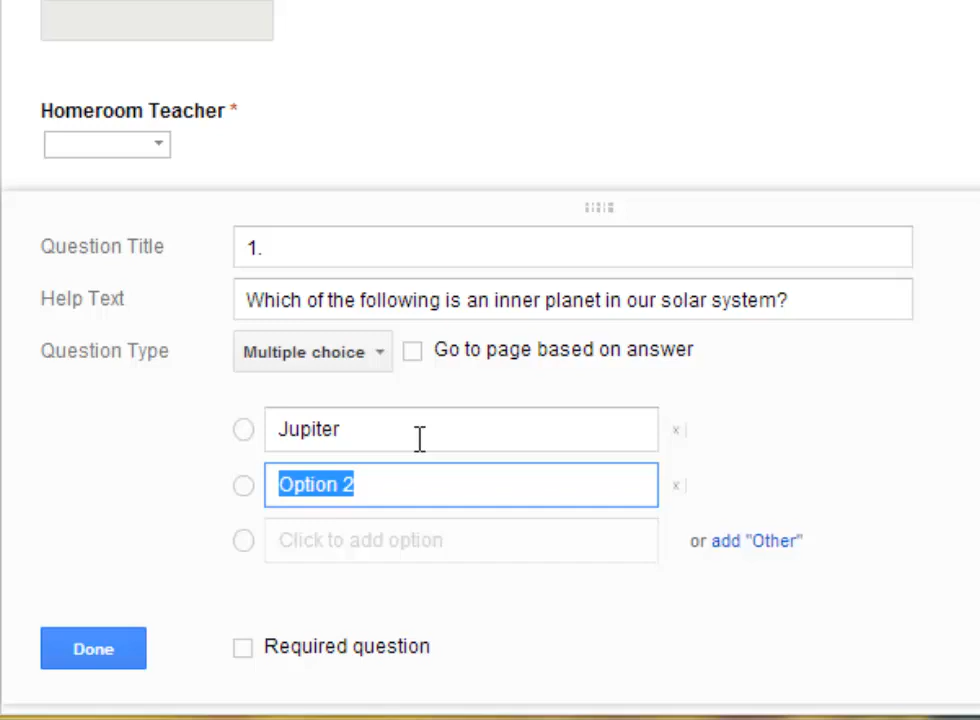 Homeroom Teacher *
Question Title
1.
Help Text
Which of the following is an inner planet in our solar system?
Question Type
Multiple choice
Go to page based on answer
Jupiter
x
Option 2
x
Click to add option
or add "Other"
Done
Required question